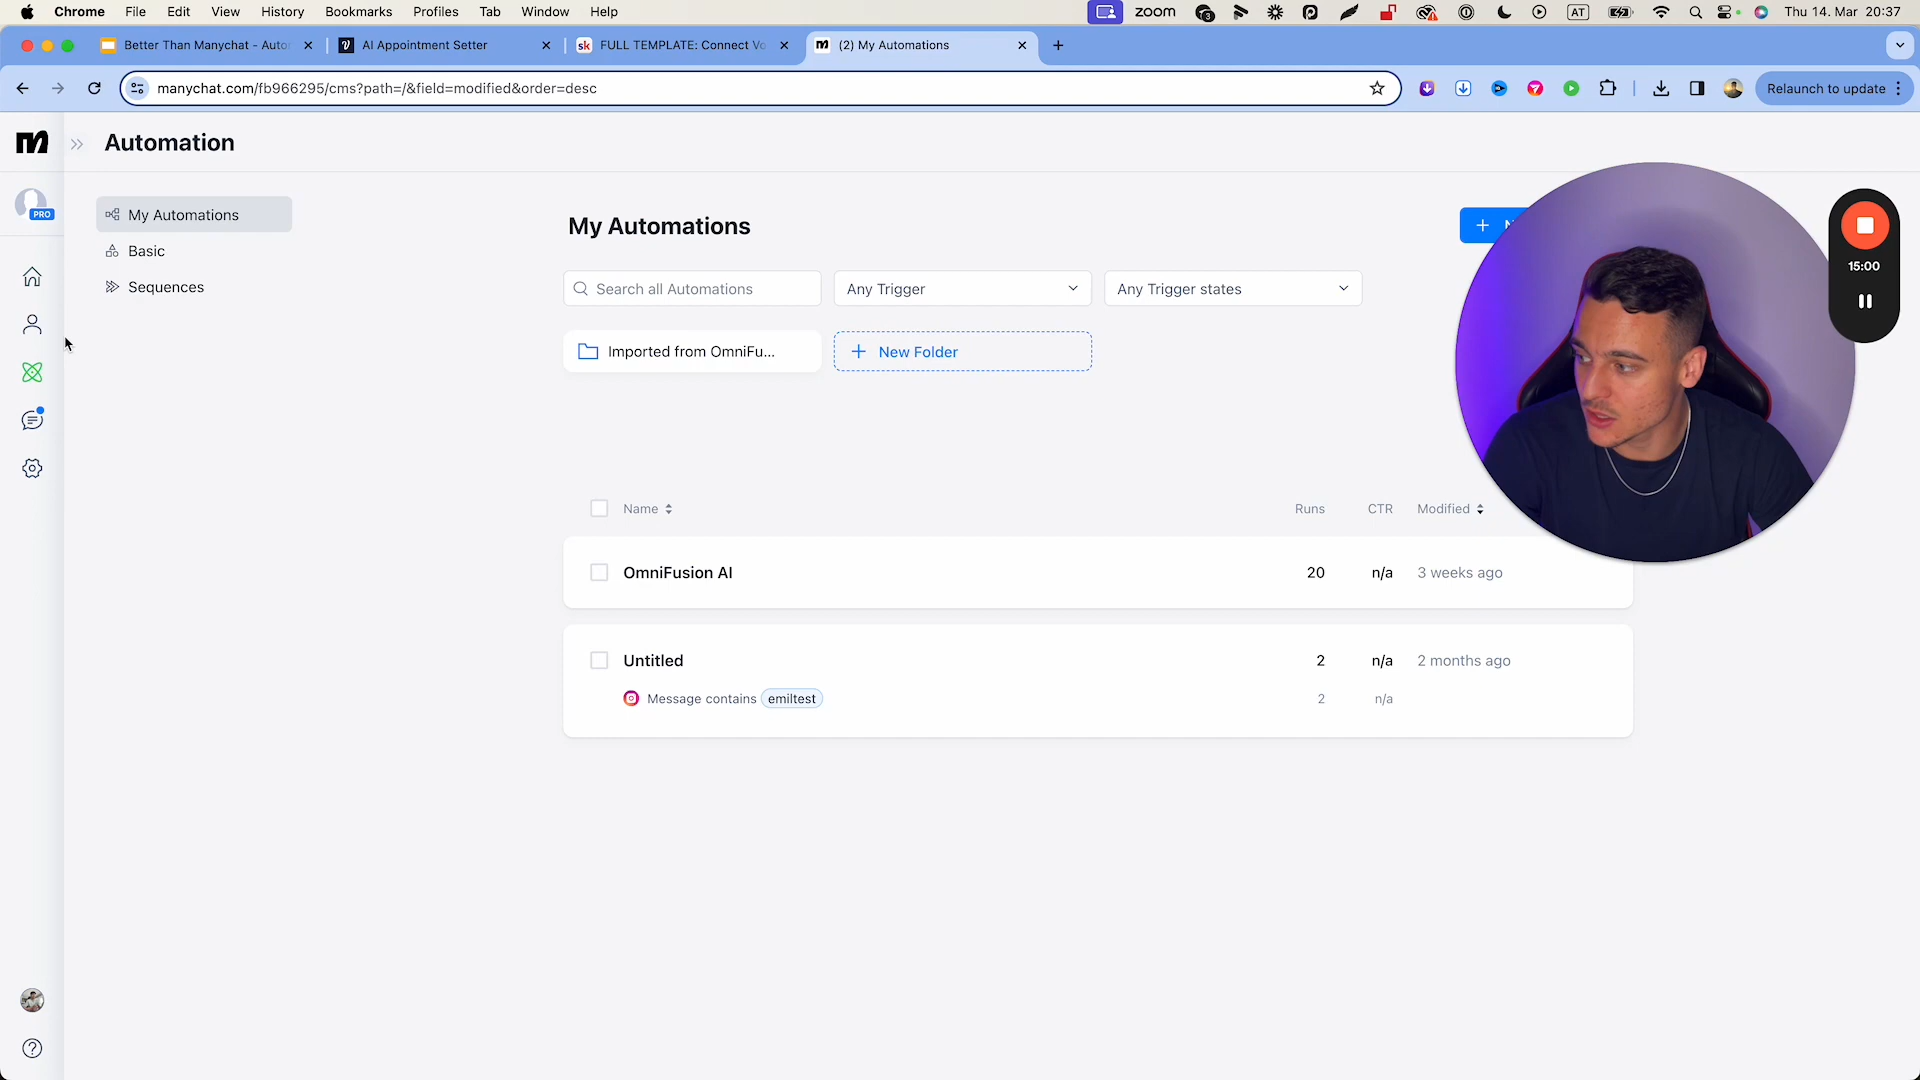 Chrome File Edit View History Bookmarks Profiles Tab Window Help zoom 3 AT Thu 14. Mar 20:37
Better Than Manychat - Auto AI Appointment Setter sk FULL TEMPLATE: Connect Vo (2) My Automations
manychat.com/fb966295/cms?path=/&field=modified&order=desc Relaunch to update
Automation
PRO
My Automations
Basic
Sequences
My Automations
Search all Automations Any Trigger Any Trigger states
Imported from OmniFu... New Folder
15:00
Name Runs CTR Modified
OmniFusion AI 20 n/a 3 weeks ago
Untitled 2 n/a 2 months ago
Message contains emiltest 2 n/a